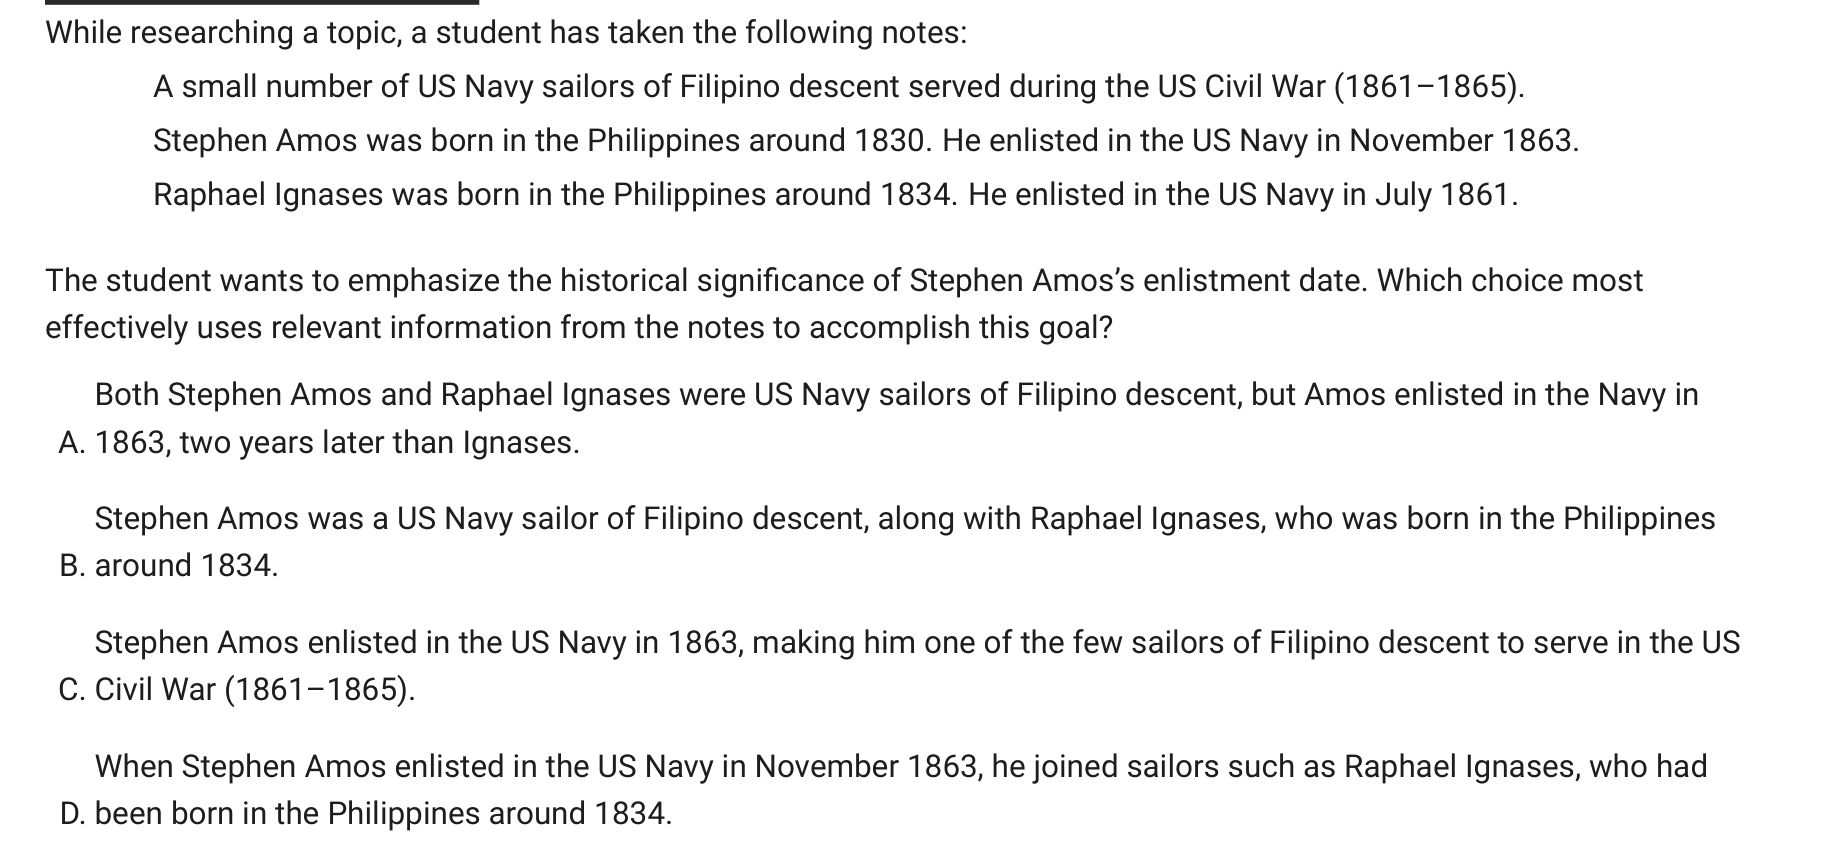 While researching a topic, a student has taken the following notes:
A small number of US Navy sailors of Filipino descent served during the US Civil War (1861–1865).
Stephen Amos was born in the Philippines around 1830. He enlisted in the US Navy in November 1863.
Raphael Ignases was born in the Philippines around 1834. He enlisted in the US Navy in July 1861.
The student wants to emphasize the historical significance of Stephen Amos’s enlistment date. Which choice most
effectively uses relevant information from the notes to accomplish this goal?
Both Stephen Amos and Raphael Ignases were US Navy sailors of Filipino descent, but Amos enlisted in the Navy in
A. 1863, two years later than Ignases.
Stephen Amos was a US Navy sailor of Filipino descent, along with Raphael Ignases, who was born in the Philippines
B. around 1834.
Stephen Amos enlisted in the US Navy in 1863, making him one of the few sailors of Filipino descent to serve in the US
C. Civil War (1861–1865).
When Stephen Amos enlisted in the US Navy in November 1863, he joined sailors such as Raphael Ignases, who had
D. been born in the Philippines around 1834.